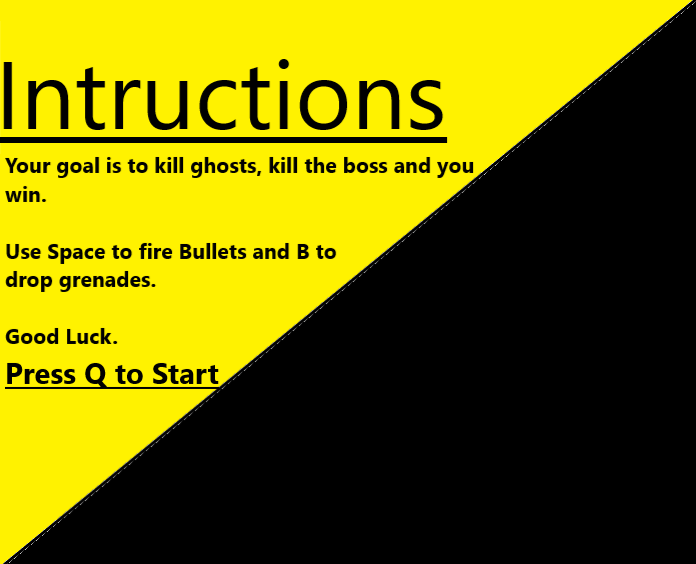 Intructions
Your goal is to kill ghosts, kill the boss and you
win.
Use Space to fire Bullets and B to
drop grenades.
Good Luck.
Press Q to Start